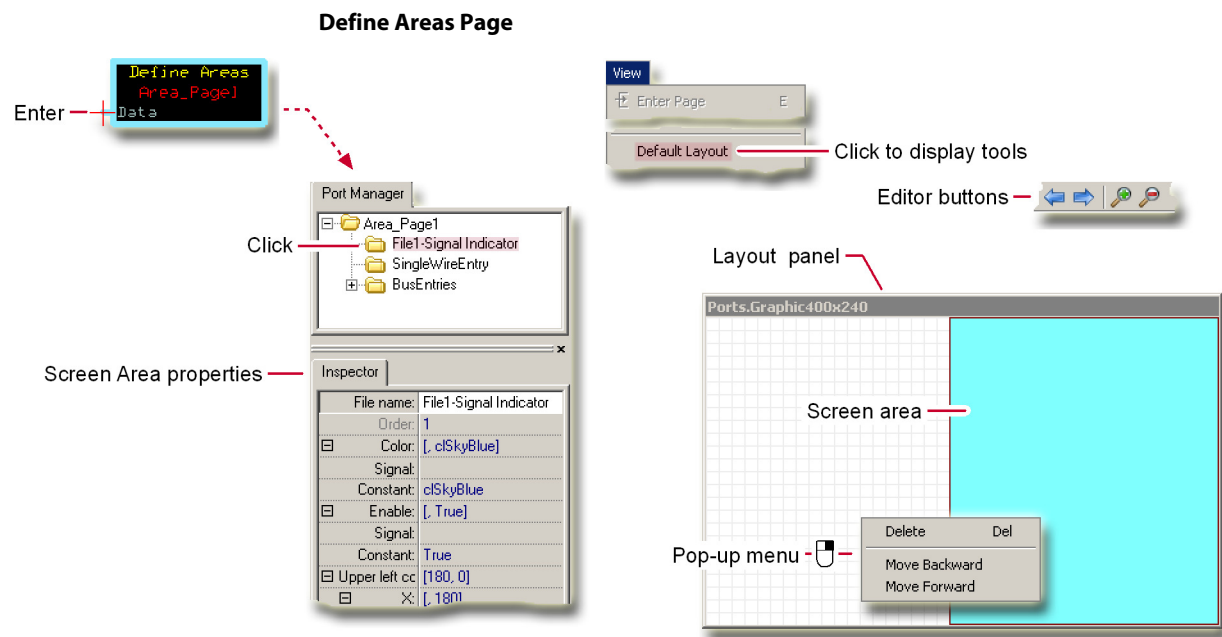 Define Areas Page
Define Areas
Area_Page1
Enter
Data
Port Manager
Area_Page1
Click
File1-Signal Indicator
SingleWireEntry
BusEntries
Screen Area properties
Inspector
File name: File1-Signal Indicator
Order: 1
Color: [, clSkyBlue]
Signal:
Constant: clSkyBlue
Enable: [, True]
Signal:
Constant: True
Upper left cc [180, 0]
X: [, 180]
View
Enter Page E
Default Layout
Click to display tools
Editor buttons
Layout panel
Ports.Graphic400x240
Screen area
Pop-up menu
Delete Del
Move Backward
Move Forward